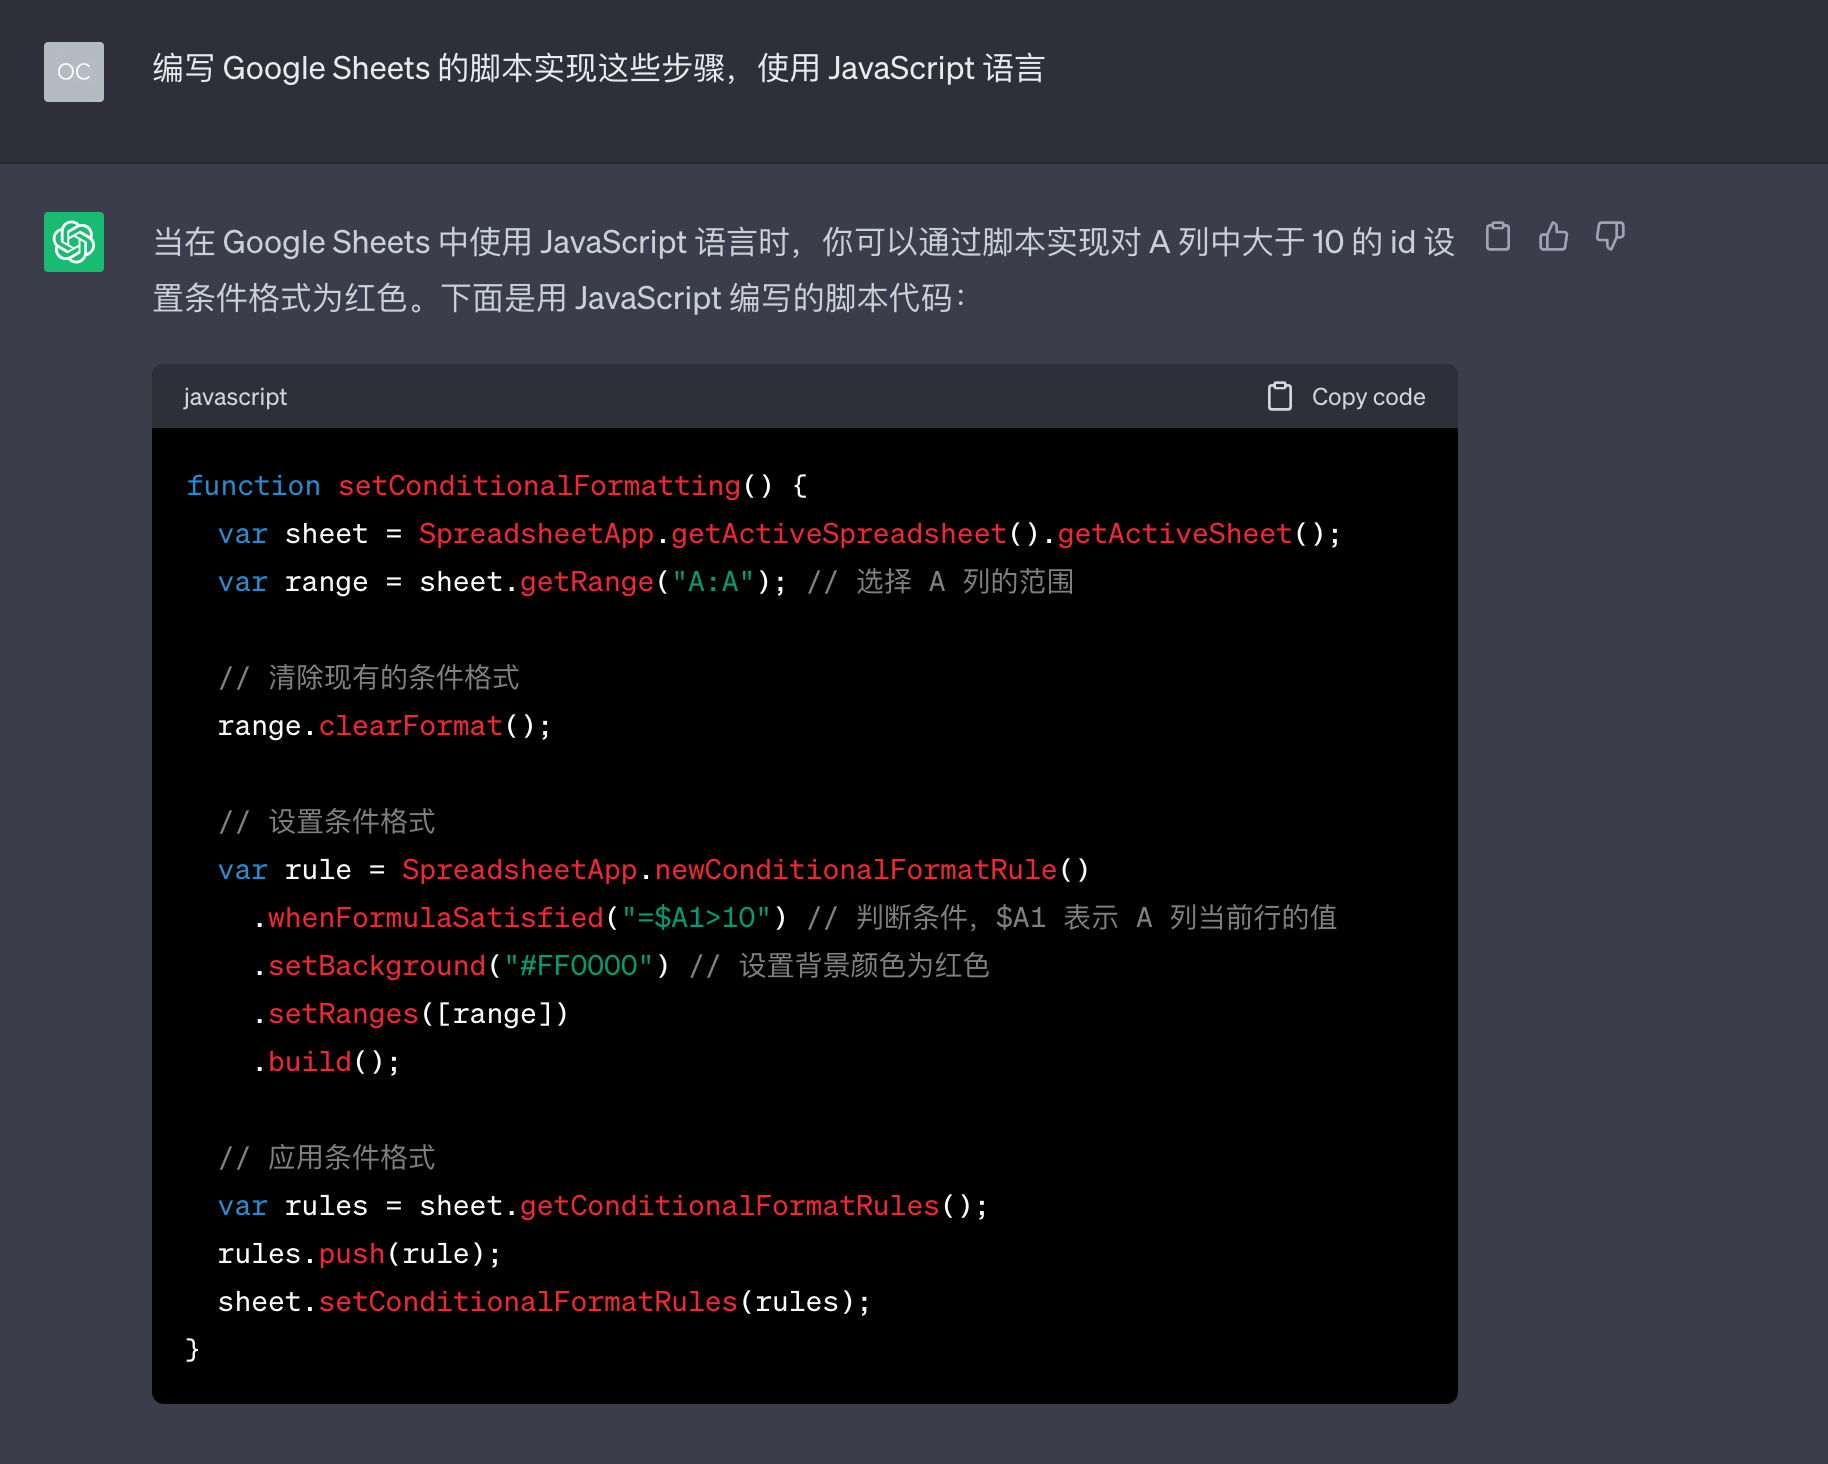 OC
编写 Google Sheets 的脚本实现这些步骤，使用 JavaScript 语言
当在 Google Sheets 中使用 JavaScript 语言时，你可以通过脚本实现对 A 列中大于 10 的 id 设
置条件格式为红色。下面是用 JavaScript 编写的脚本代码：
javascript
Copy code
function setConditionalFormatting() {
  var sheet = SpreadsheetApp.getActiveSpreadsheet().getActiveSheet();
  var range = sheet.getRange("A:A"); // 选择 A 列的范围
  // 清除现有的条件格式
  range.clearFormat();
  // 设置条件格式
  var rule = SpreadsheetApp.newConditionalFormatRule()
    .whenFormulaSatisfied("=$A1>10") // 判断条件，$A1 表示 A 列当前行的值
    .setBackground("#FF0000") // 设置背景颜色为红色
    .setRanges([range])
    .build();
  // 应用条件格式
  var rules = sheet.getConditionalFormatRules();
  rules.push(rule);
  sheet.setConditionalFormatRules(rules);
}